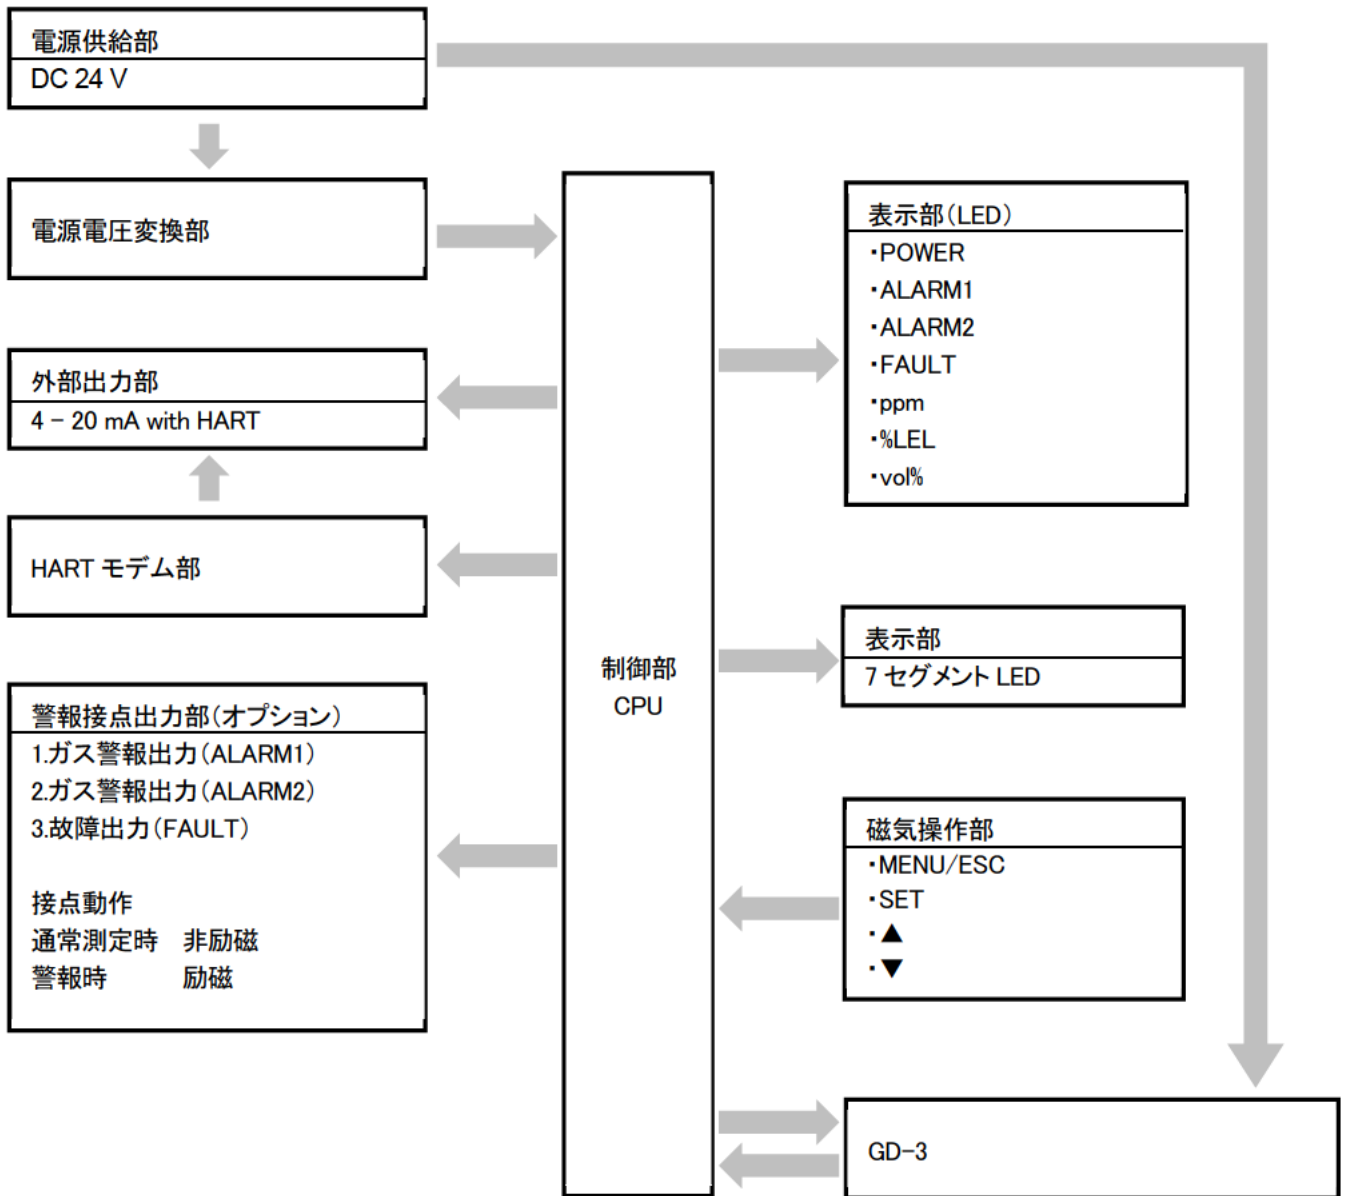 電源供給部
DC 24 V
電源電圧変換部
外部出力部
4 - 20 mA with HART
HART モデム部
警報接点出力部(オプション)
1.ガス警報出力(ALARM1)
2.ガス警報出力(ALARM2)
3.故障出力(FAULT)
接点動作
通常測定時 非励磁
警報時 励磁
制御部
CPU
表示部(LED)
・POWER
・ALARM1
・ALARM2
・FAULT
・ppm
・%LEL
・vol%
表示部
7 セグメント LED
磁気操作部
・MENU/ESC
・SET
・▲
・▼
GD-3